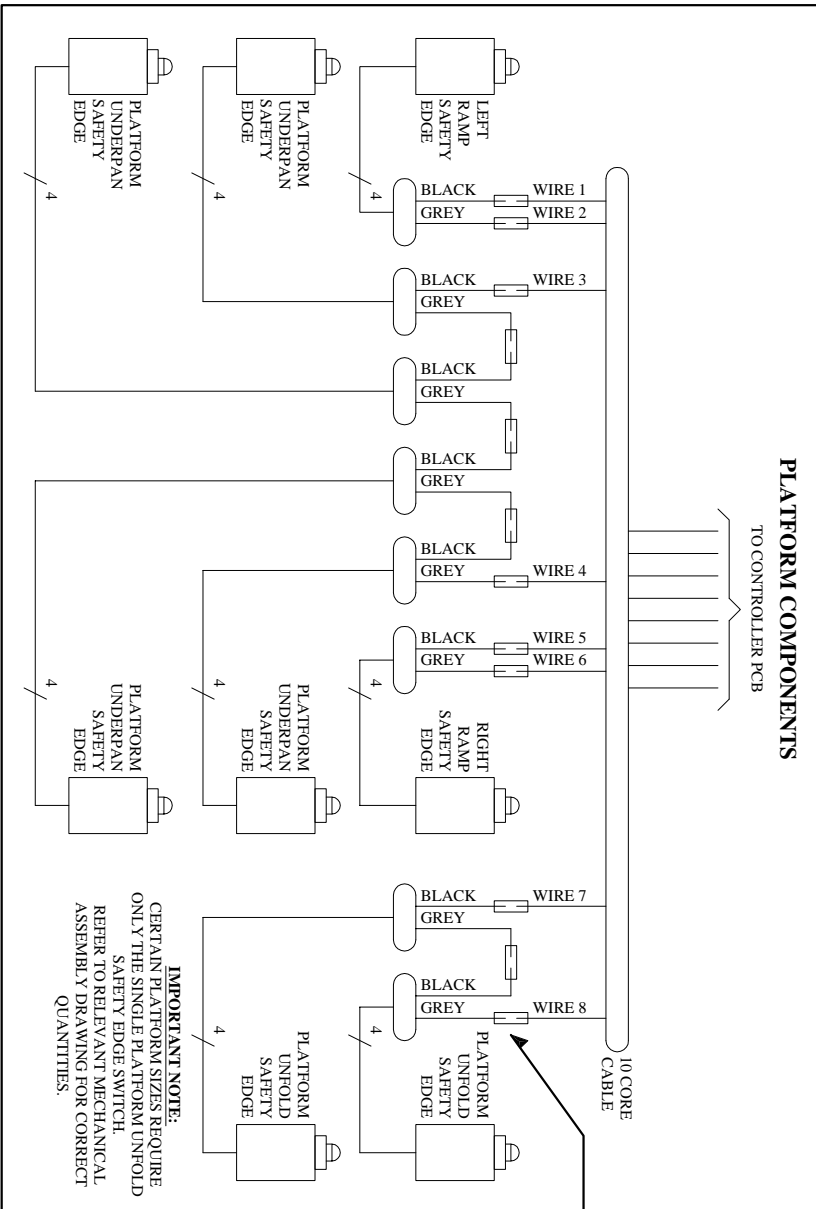 PLATFORM COMPONENTS
TO CONTROLLER PCB
10 CORE
CABLE
WIRE 1
WIRE 2
WIRE 3
WIRE 4
WIRE 5
WIRE 6
WIRE 7
WIRE 8
BLACK
GREY
BLACK
GREY
BLACK
GREY
BLACK
GREY
BLACK
GREY
BLACK
GREY
BLACK
GREY
BLACK
GREY
LEFT
RAMP
SAFETY
EDGE
4
PLATFORM
UNDERPAN
SAFETY
EDGE
4
PLATFORM
UNDERPAN
SAFETY
EDGE
4
RIGHT
RAMP
SAFETY
EDGE
4
PLATFORM
UNDERPAN
SAFETY
EDGE
4
PLATFORM
UNDERPAN
SAFETY
EDGE
4
PLATFORM
UNFOLD
SAFETY
EDGE
4
PLATFORM
UNFOLD
SAFETY
EDGE
4
IMPORTANT NOTE:
CERTAIN PLATFORM SIZES REQUIRE
ONLY THE SINGLE PLATFORM UNFOLD
SAFETY EDGE SWITCH.
REFER TO RELEVANT MECHANICAL
ASSEMBLY DRAWING FOR CORRECT
QUANTITIES.